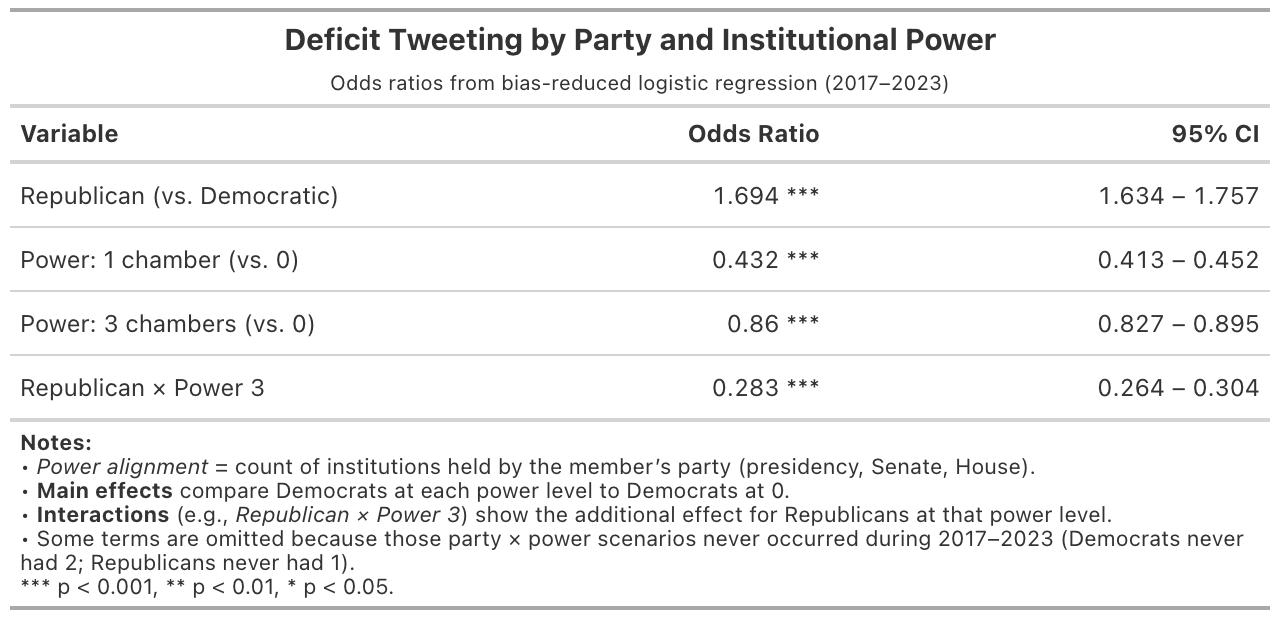 Deficit Tweeting by Party and Institutional Power
Odds ratios from bias-reduced logistic regression (2017–2023)
Variable Odds Ratio 95% CI
Republican (vs. Democratic) 1.694 *** 1.634 – 1.757
Power: 1 chamber (vs. 0) 0.432 *** 0.413 – 0.452
Power: 3 chambers (vs. 0) 0.86 *** 0.827 – 0.895
Republican × Power 3 0.283 *** 0.264 – 0.304
Notes:
• Power alignment = count of institutions held by the member’s party (presidency, Senate, House).
• Main effects compare Democrats at each power level to Democrats at 0.
• Interactions (e.g., Republican × Power 3) show the additional effect for Republicans at that power level.
• Some terms are omitted because those party × power scenarios never occurred during 2017–2023 (Democrats never
had 2; Republicans never had 1).
*** p < 0.001, ** p < 0.01, * p < 0.05.